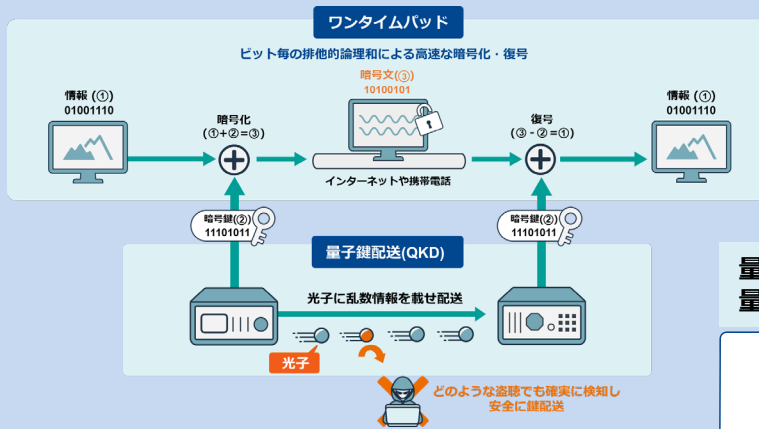 ワンタイムパッド
ビット毎の排他的論理和による高速な暗号化・復号
情報 (①)
01001110
暗号化
(①+②=③)
暗号文(③)
10100101
インターネットや携帯電話
復号
(③-②=①)
情報 (①)
01001110
暗号鍵(②)
11101011
暗号鍵(②)
11101011
量子鍵配送(QKD)
光子に乱数情報を載せ配送
光子
どのような盗聴でも確実に検知し
安全に鍵配送
量
量